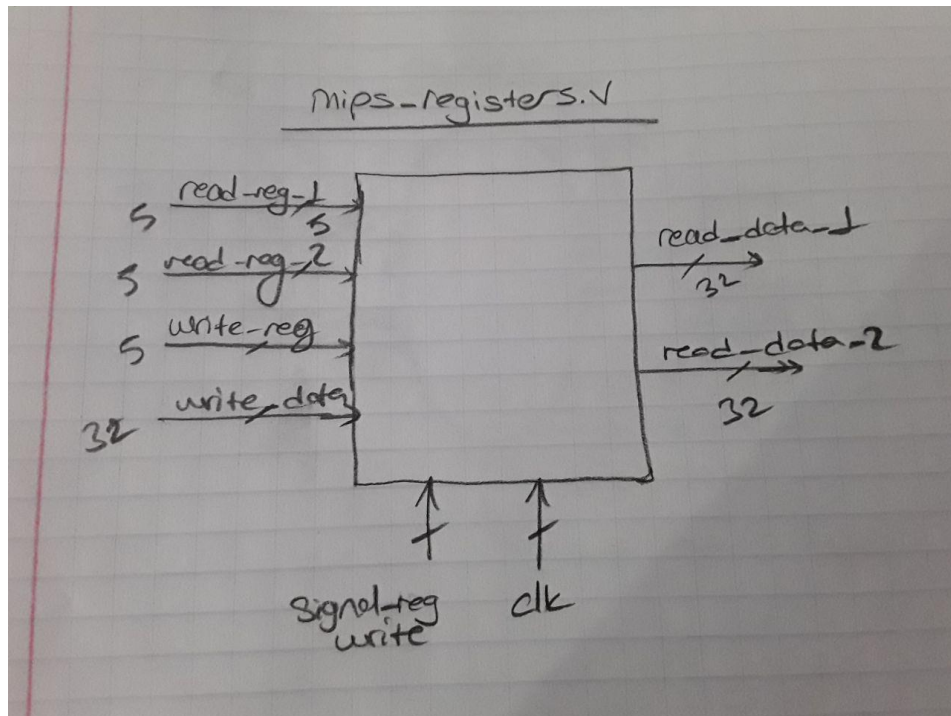 mips_registers.v
read_reg_1
5
5
read_reg_2
5
write_reg
5
write_data
32
read_data_1
32
read_data_2
32
signal_reg
write
clk